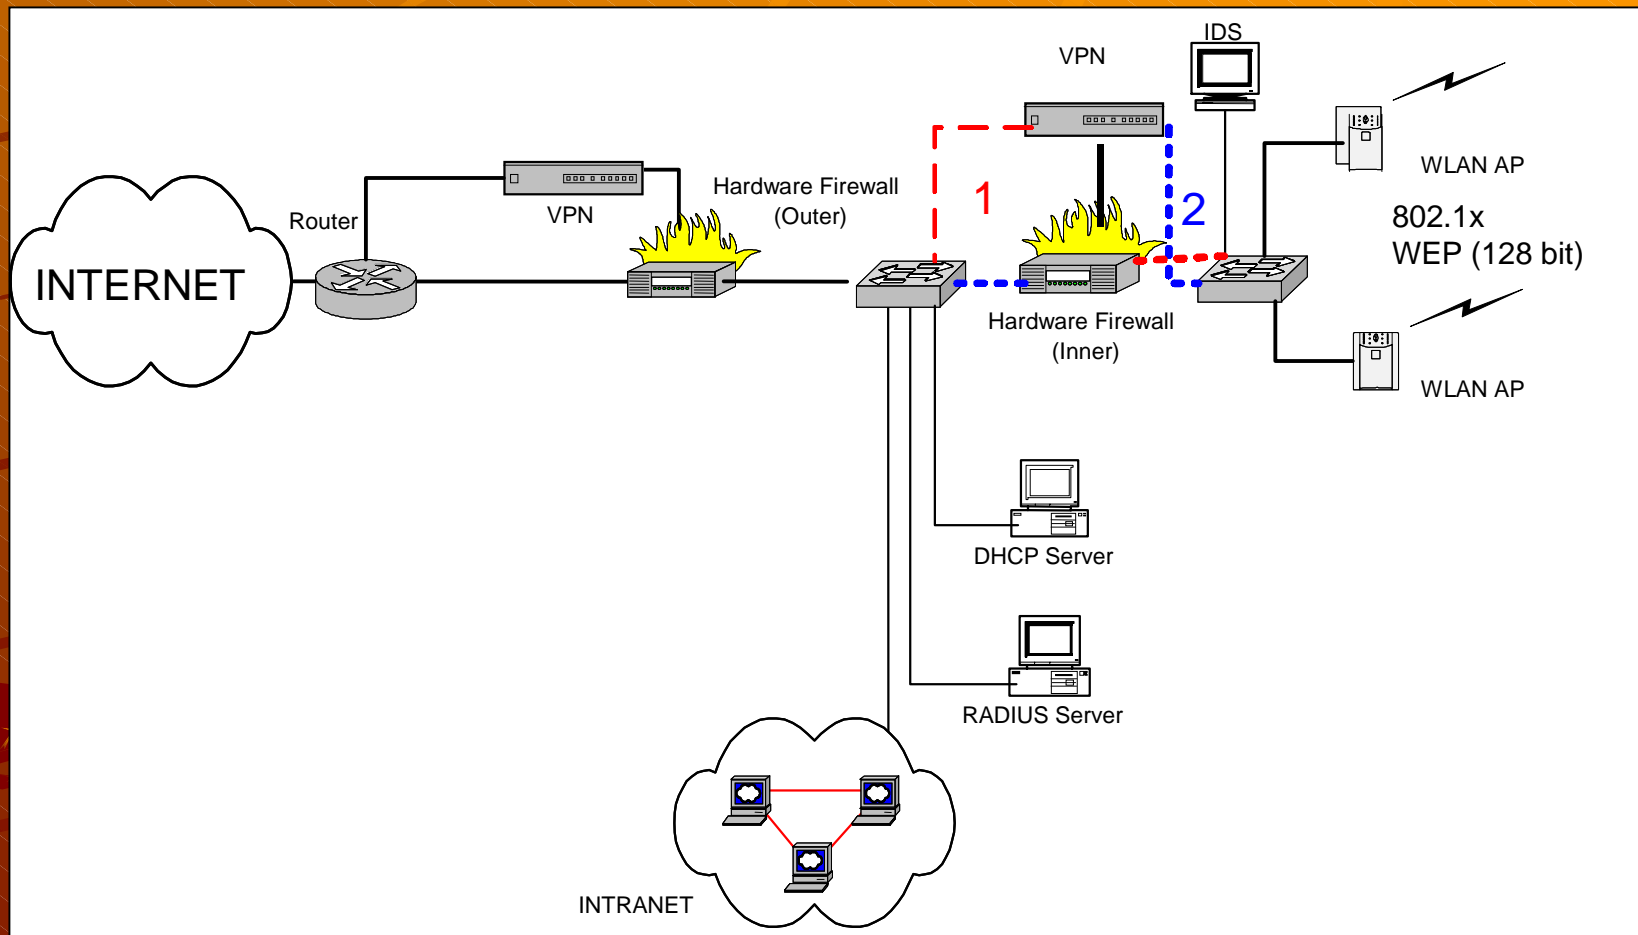 IDS
VPN
WLAN AP
Hardware Firewall
(Outer)
VPN
Router
1
2
802.1x
WEP (128 bit)
INTERNET
Hardware Firewall
(Inner)
WLAN AP
DHCP Server
RADIUS Server
INTRANET